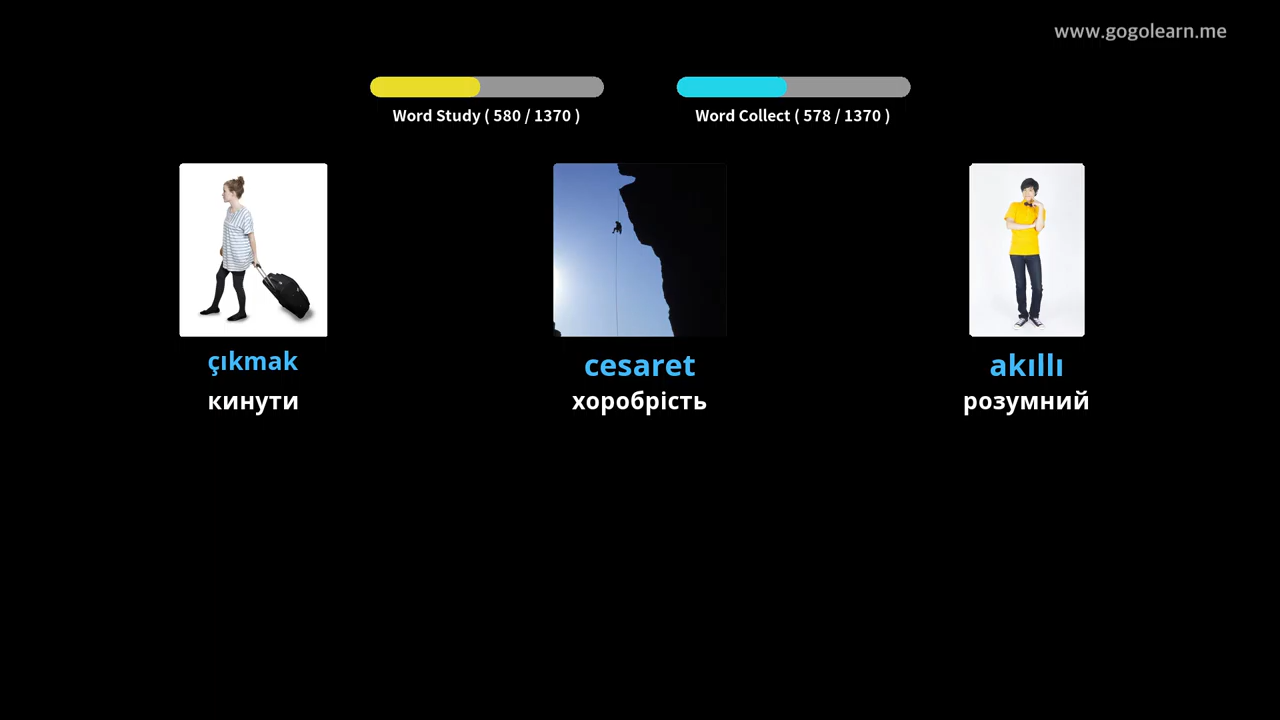 www.gogolearn.me
Word Study ( 580 / 1370 )
Word Collect ( 578 / 1370 )
çıkmak
кинути
cesaret
хоробрість
akıllı
розумний